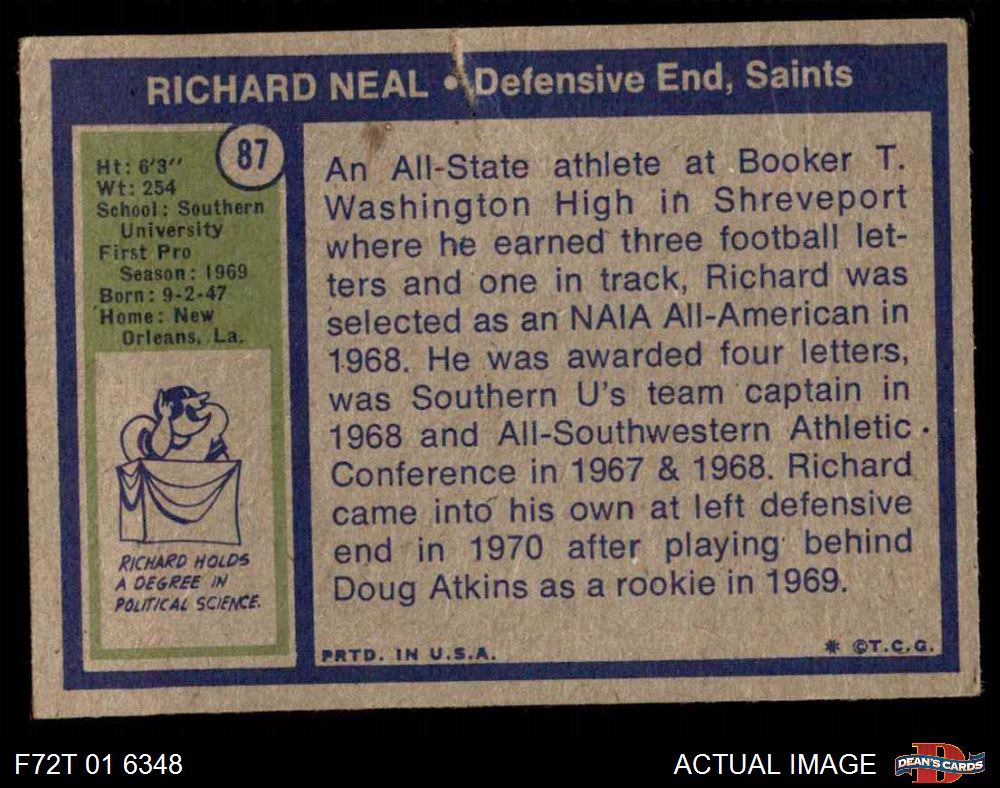 RICHARD NEAL • Defensive End, Saints
87
Ht: 6'3''
Wt: 254
School: Southern
University
First Pro
Season: 1969
Born: 9-2-47
Home: New
Orleans, La.
RICHARD HOLDS
A DEGREE IN
POLITICAL SCIENCE.
An All-State athlete at Booker T.
Washington High in Shreveport
where he earned three football let-
ters and one in track, Richard was
selected as an NAIA All-American in
1968. He was awarded four letters,
was Southern U's team captain in
1968 and All-Southwestern Athletic
Conference in 1967 & 1968. Richard
came into his own at left defensive
end in 1970 after playing behind
Doug Atkins as a rookie in 1969.
PRTD. IN U.S.A.
* ©T.C.G.
F72T 01 6348
ACTUAL IMAGE
DEAN'S CARDS